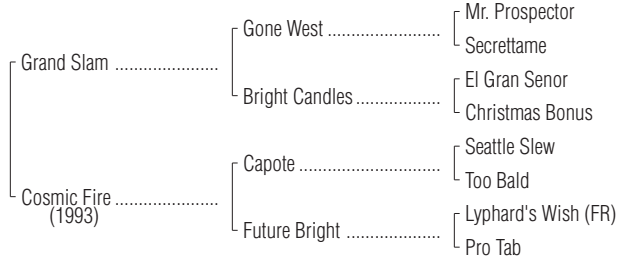 Mr. Prospector
Gone West ........................
Secrettame
Grand Slam ......................
El Gran Senor
Bright Candles ..................
Christmas Bonus
Seattle Slew
Capote ..............................
Too Bald
Cosmic Fire ......................
(1993)
Lyphard's Wish (FR)
Future Bright ....................
Pro Tab